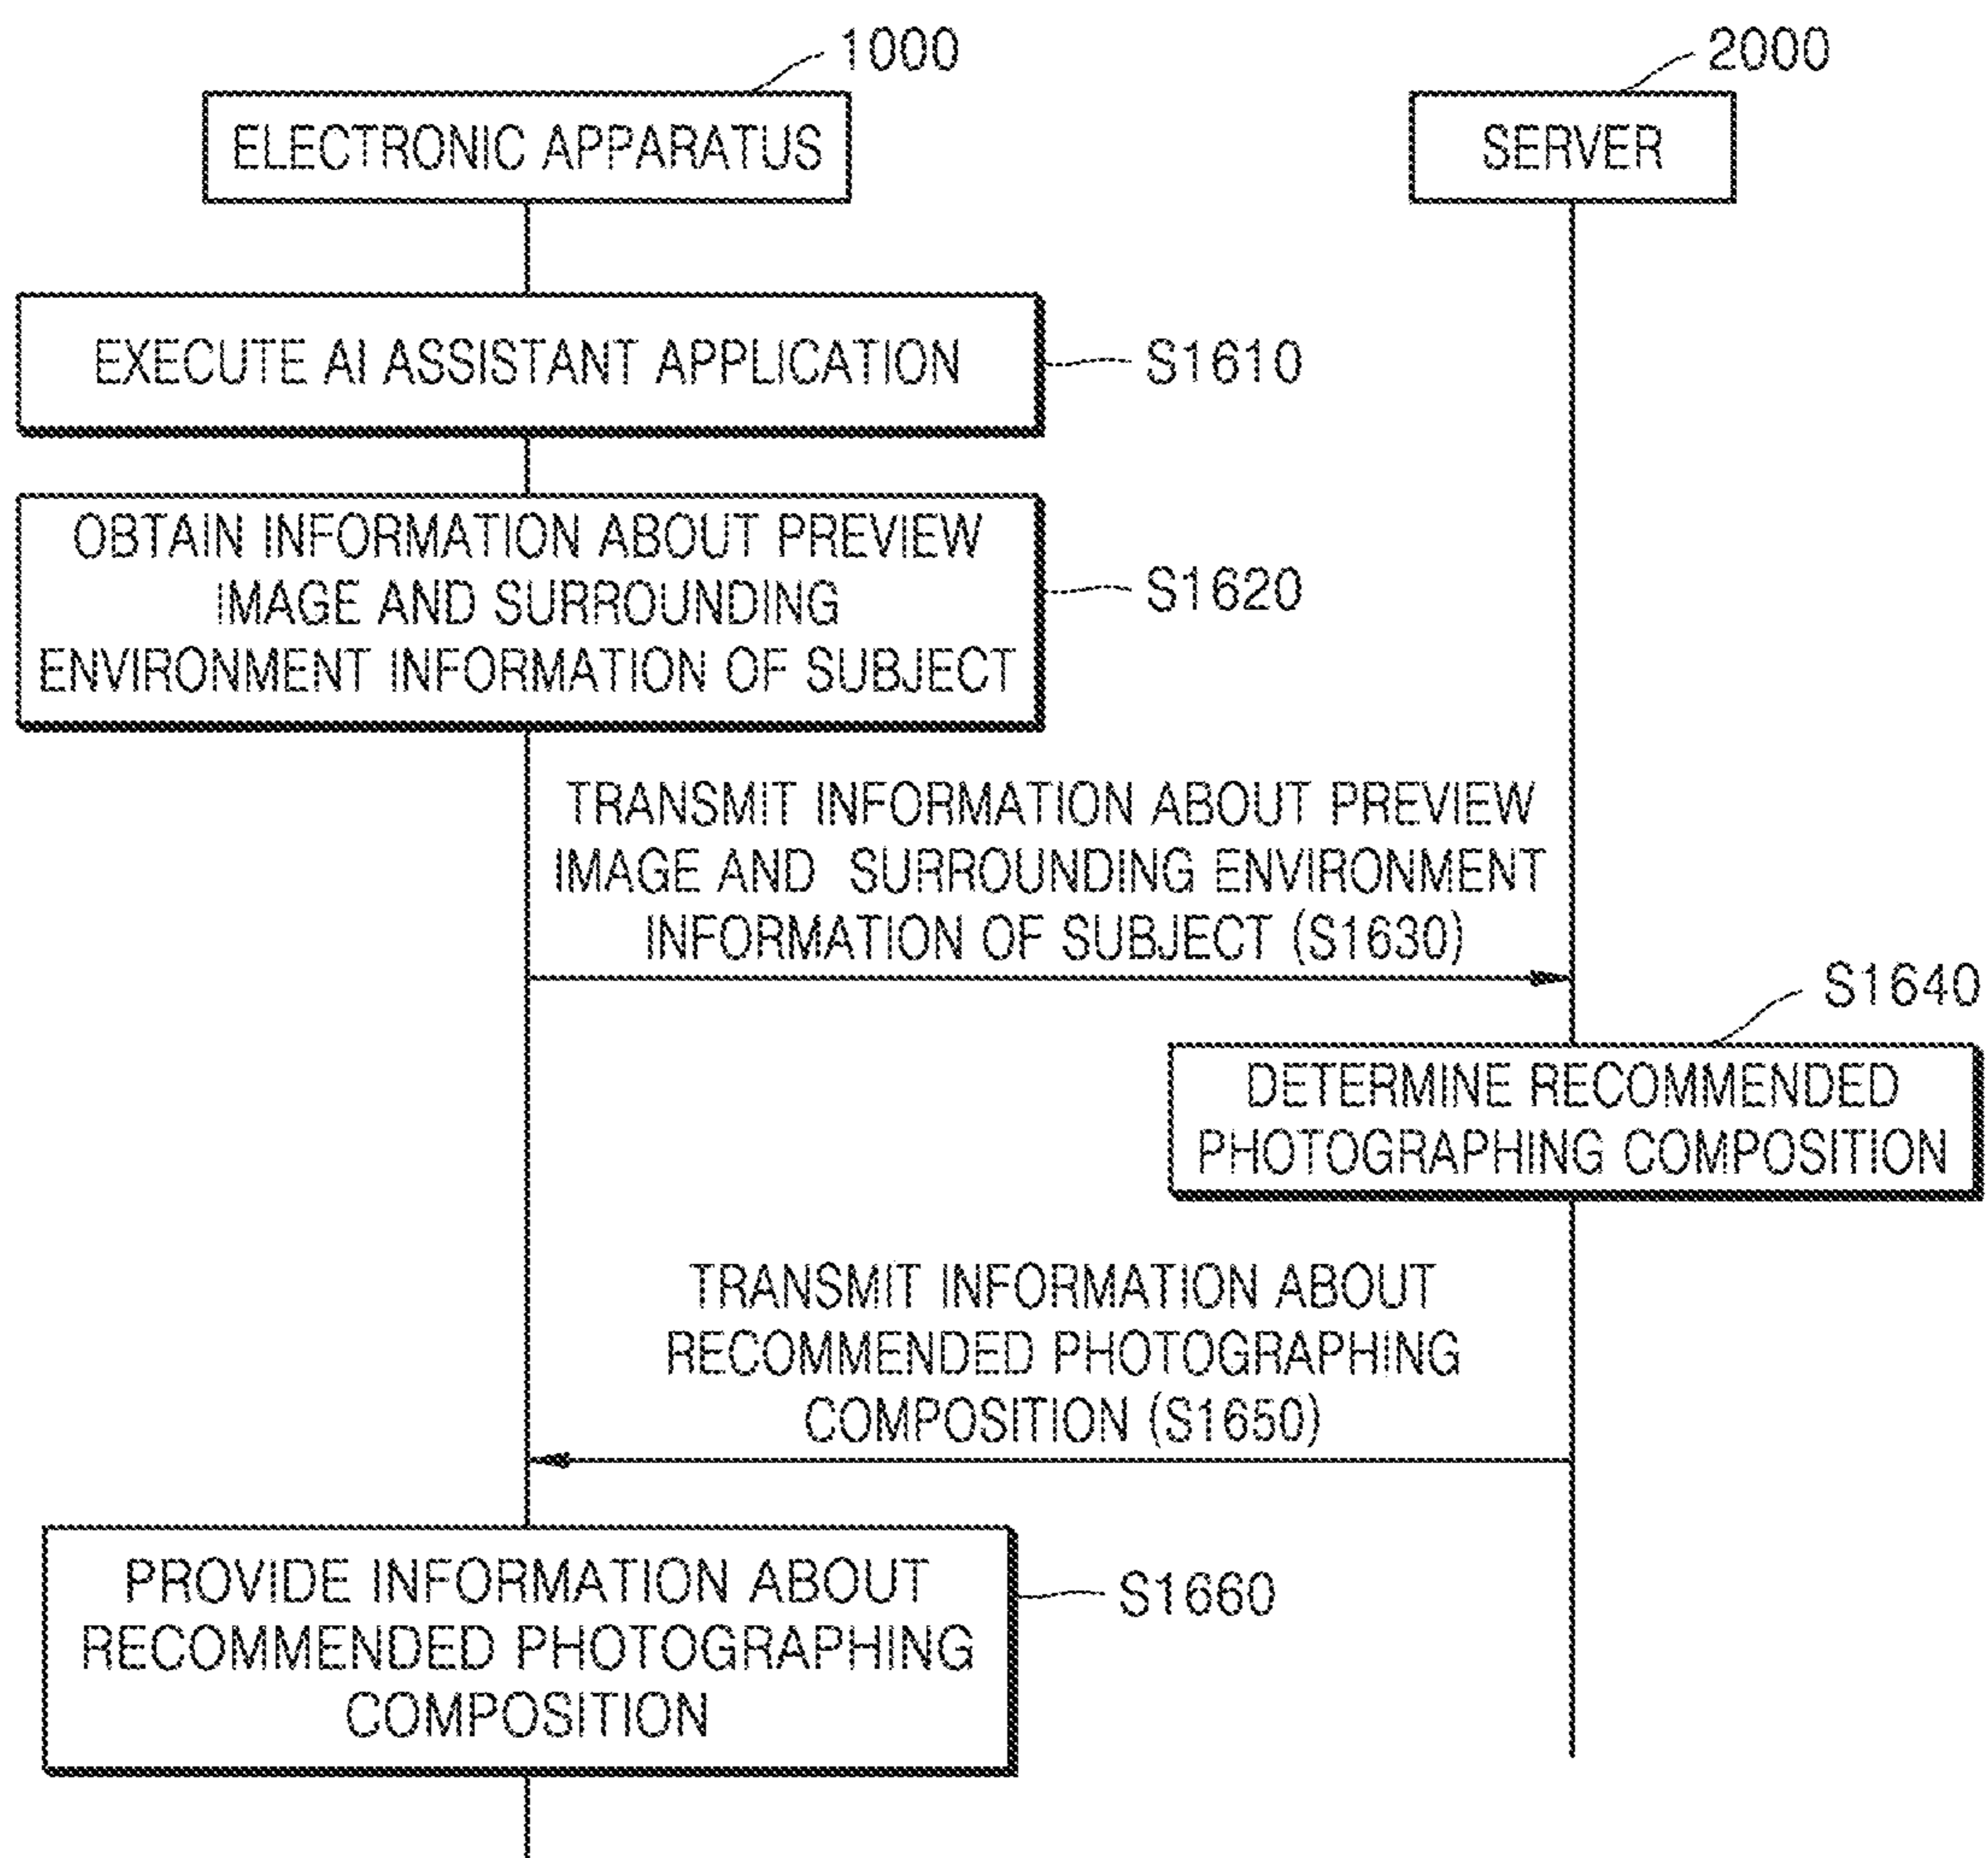 1000
2000
ELECTRONIC APPARATUS
SERVER
EXECUTE AI ASSISTANT APPLICATION
S1610
OBTAIN INFORMATION ABOUT PREVIEW
IMAGE AND SURROUNDING
ENVIRONMENT INFORMATION OF SUBJECT
S1620
TRANSMIT INFORMATION ABOUT PREVIEW
IMAGE AND SURROUNDING ENVIRONMENT
INFORMATION OF SUBJECT (S1630)
S1640
DETERMINE RECOMMENDED
PHOTOGRAPHING COMPOSITION
TRANSMIT INFORMATION ABOUT
RECOMMENDED PHOTOGRAPHING
COMPOSITION (S1650)
PROVIDE INFORMATION ABOUT
RECOMMENDED PHOTOGRAPHING
COMPOSITION
S1660